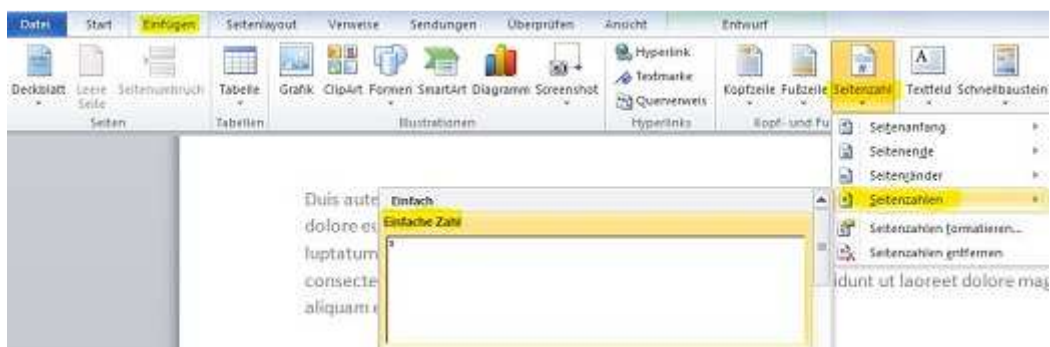 Datei Start Einfügen Seitenlayout Verweise Sendungen Überprüfen Ansicht Entwurf
Deckblatt Leere Seite Seitenumbruch Tabelle Grafik ClipArt Formen SmartArt Diagramm Screenshot Hyperlink Textmarke Querverweis Kopfzeile Fußzeile Seitenzahl Textfeld Schnellbaustein
Seiten Tabellen Illustrationen Hyperlinks Kopf- und Fu
Seitenanfang
Seitenende
Seitenränder
Seitenzahlen
Seitenzahlen formatieren...
Seitenzahlen entfernen
Einfach
Einfache Zahl
Duis aute
dolore eu
luptatum
consecte idunt ut laoreet dolore mag
aliquam e